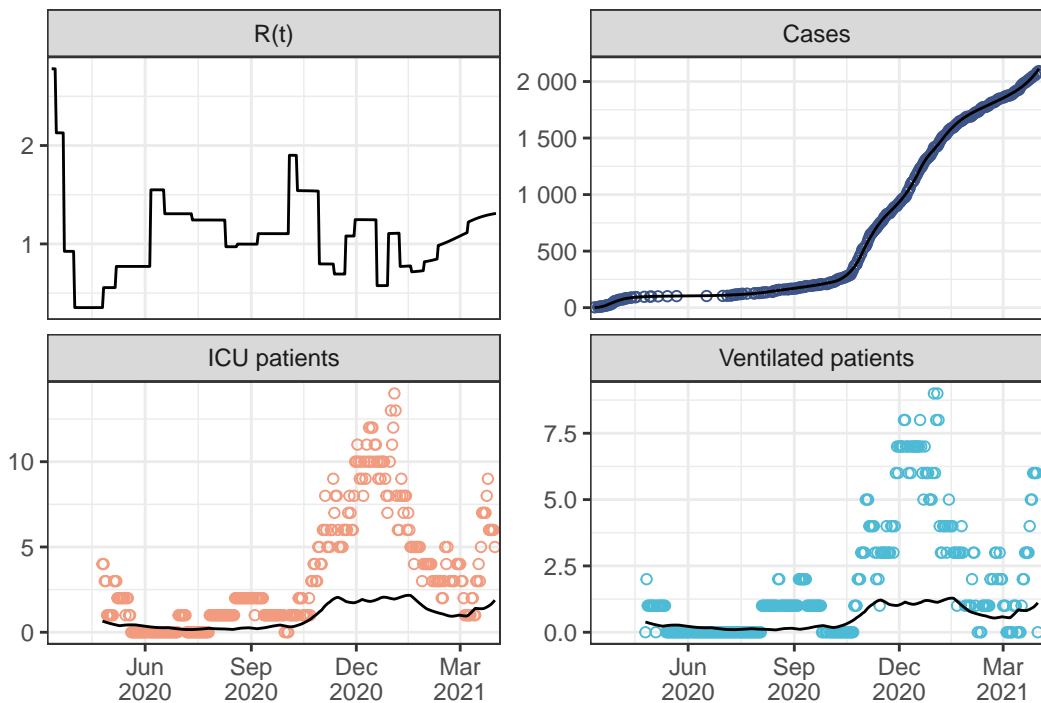 R(t)
Cases
2
1
2 000
1 500
1 000
500
0
ICU patients
Ventilated patients
10
5
0
7.5
5.0
2.5
0.0
Jun Sep Dec Mar
2020 2020 2020 2021
Jun Sep Dec Mar
2020 2020 2020 2021